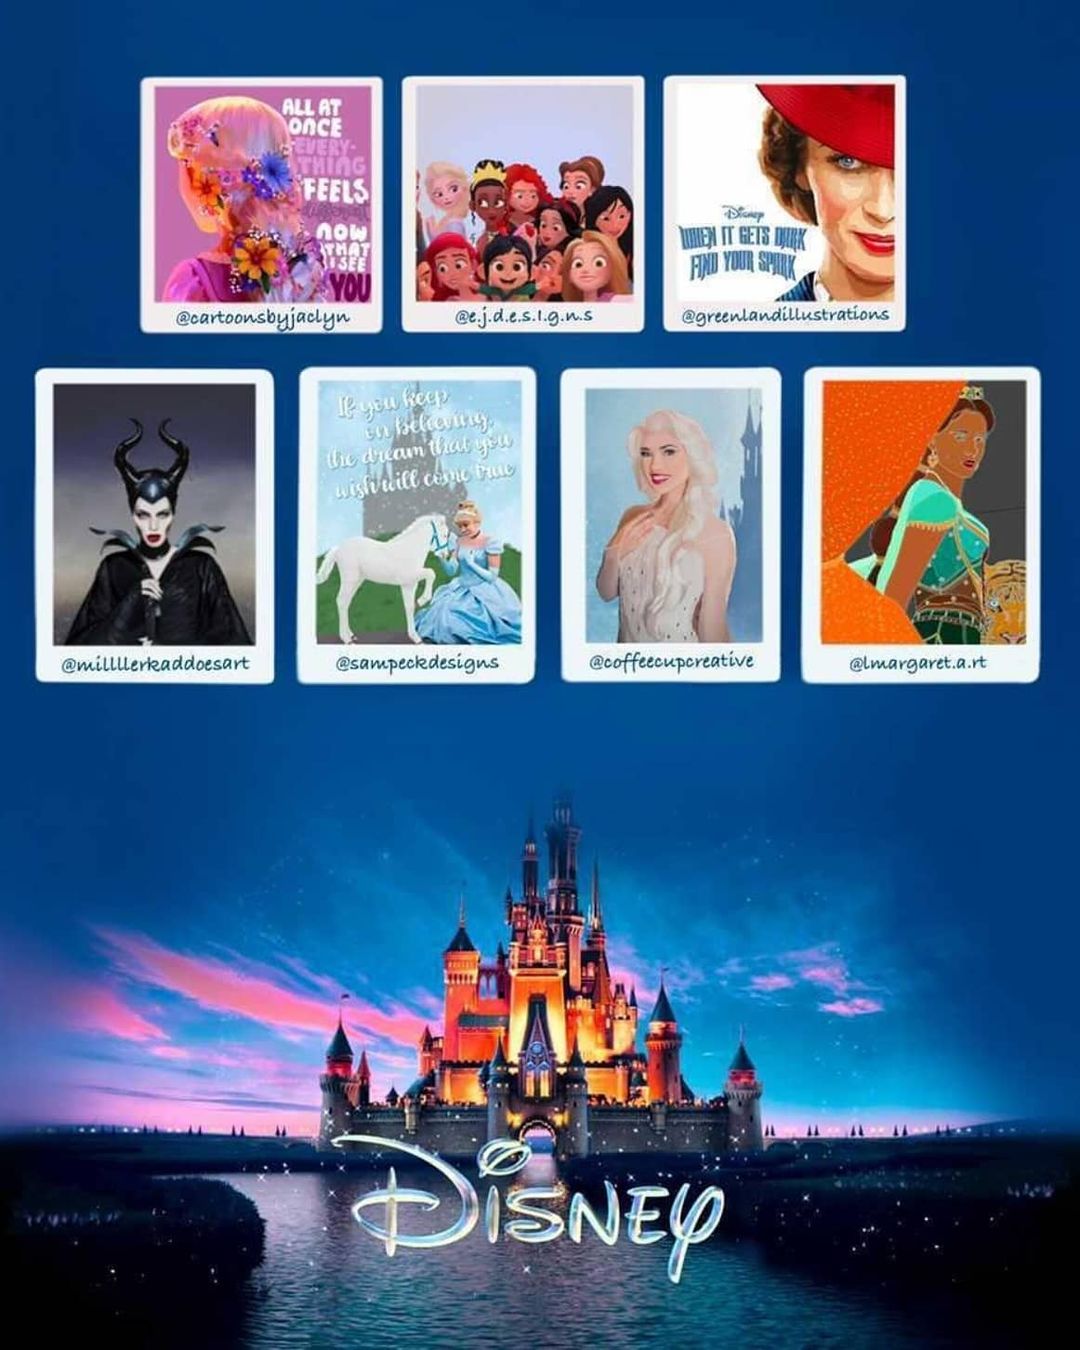 ALL AT
ONCE
EVERY-
THING
FEELS
NOW
THAT
I SEE
YOU
@cartoonsbyjaclyn
@e.j.d.e.s.i.g.n.s
Disney
WHEN IT GETS DARK
FIND YOUR SPARK
@greenlandillustrations
@millllerkaddoesart
If you keep
on believing,
the dream that you
wish will come true
@sampeckdesigns
@coffeecupcreative
@lmargaret.a.rt
DISNEY